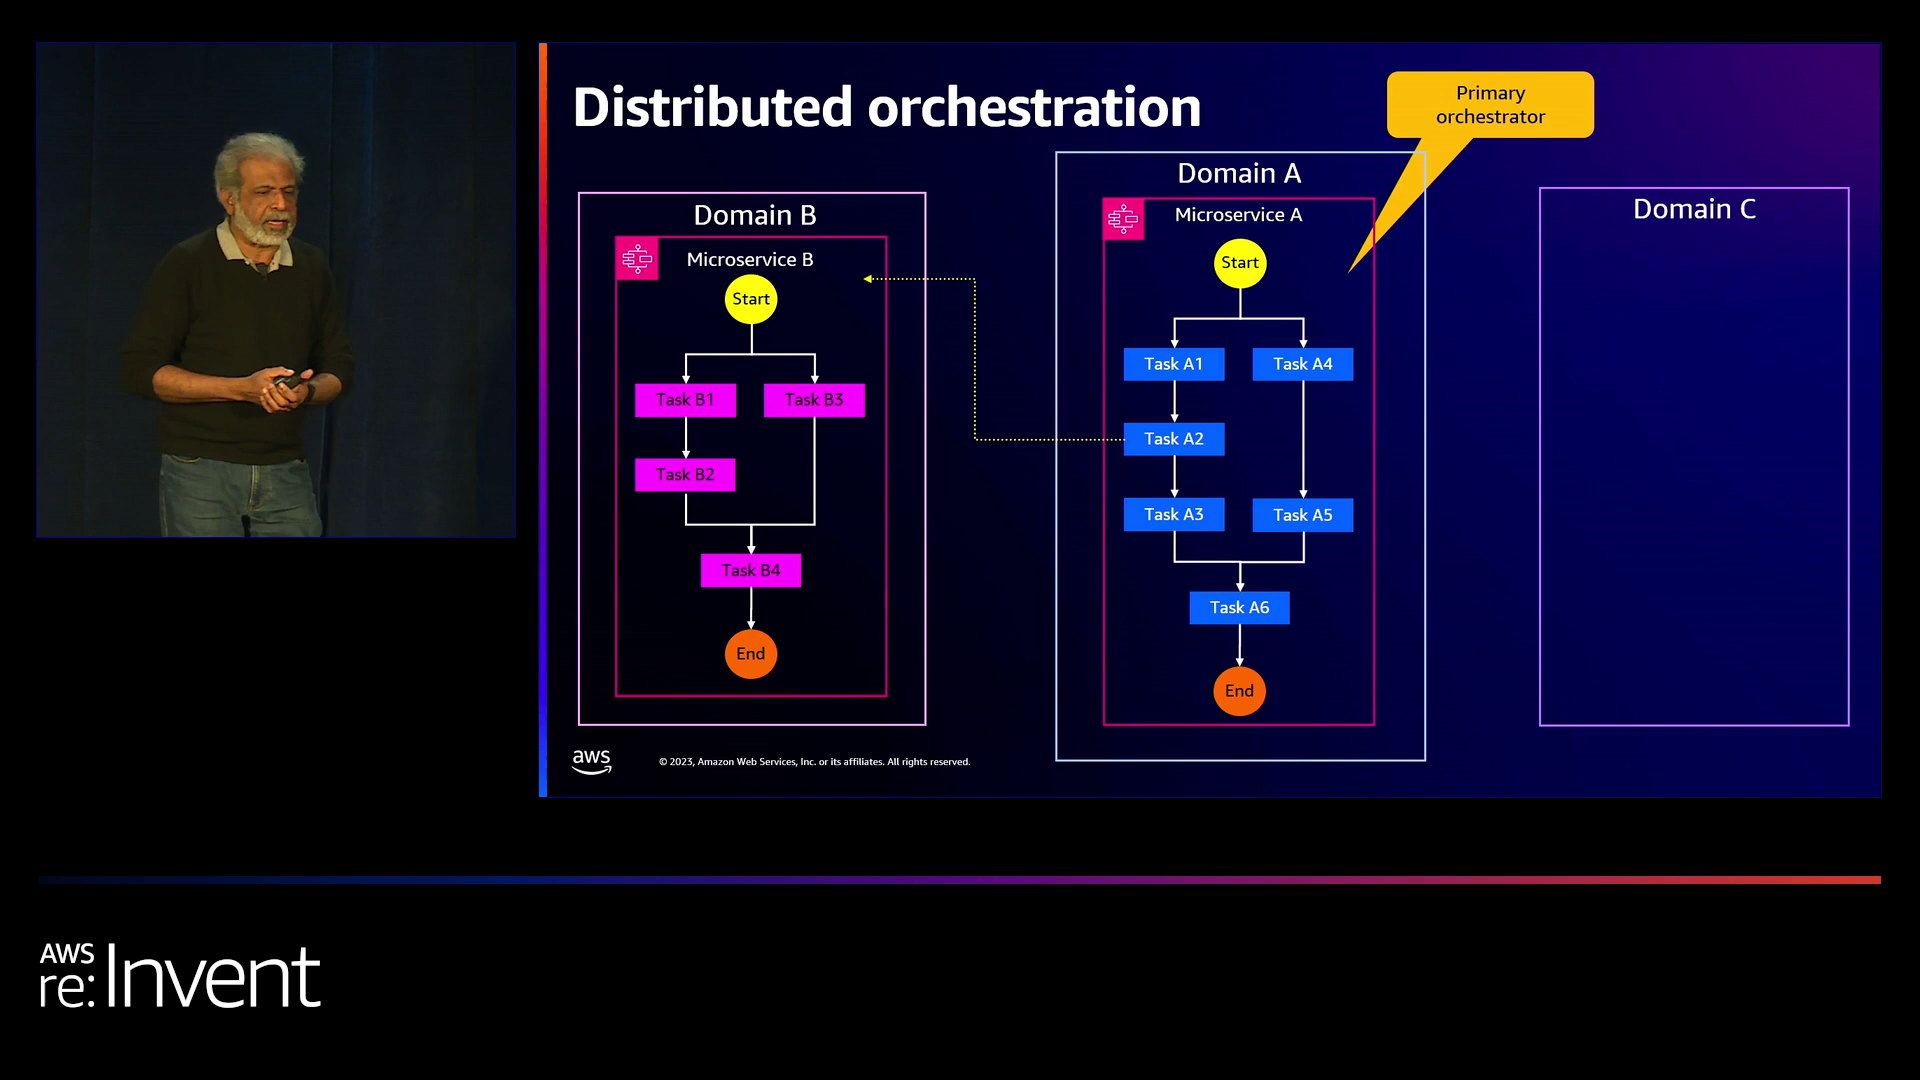 Distributed orchestration
Primary
orchestrator
Domain B
Microservice B
Start
Task B1
Task B3
Task B2
Task B4
End
Domain A
Microservice A
Start
Task A1
Task A4
Task A2
Task A3
Task A5
Task A6
End
Domain C
aws
© 2023, Amazon Web Services, Inc. or its affiliates. All rights reserved.
AWS
re:Invent